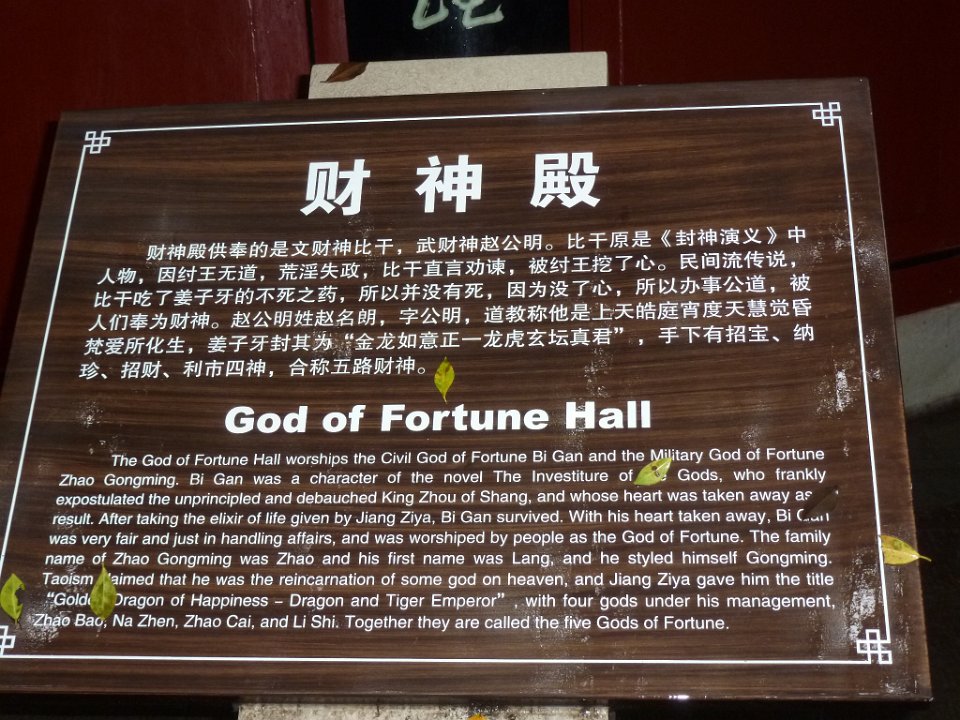 财神殿
财神殿供奉的是文财神比干，武财神赵公明。比干原是《封神演义》中
人物，因纣王无道，荒淫失政，比干直言劝谏，被纣王挖了心。民间流传说，
比干吃了姜子牙的不死之药，所以并没有死，因为没了心，所以办事公道，被
人们奉为财神。赵公明姓赵名朗，字公明，道教称他是上天皓庭霄度天慧觉昏
梵爱所化生，姜子牙封其为“金龙如意正一龙虎玄坛真君”，手下有招宝、纳
珍、招财、利市四神，合称五路财神。
God of Fortune Hall
The God of Fortune Hall worships the Civil God of Fortune Bi Gan and the Military God of Fortune
Zhao Gongming. Bi Gan was a character of the novel The Investiture of Gods, who frankly
expostulated the unprincipled and debauched King Zhou of Shang, and whose heart was taken away as
result. After taking the elixir of life given by Jiang Ziya, Bi Gan survived. With his heart taken away, Bi Gan
was very fair and just in handling affairs, and was worshiped by people as the God of Fortune. The family
name of Zhao Gongming was Zhao and his first name was Lang, and he styled himself Gongming.
Taoism claimed that he was the reincarnation of some god on heaven, and Jiang Ziya gave him the title
“Golden Dragon of Happiness – Dragon and Tiger Emperor”, with four gods under his management,
Zhao Bao, Na Zhen, Zhao Cai, and Li Shi. Together they are called the five Gods of Fortune.